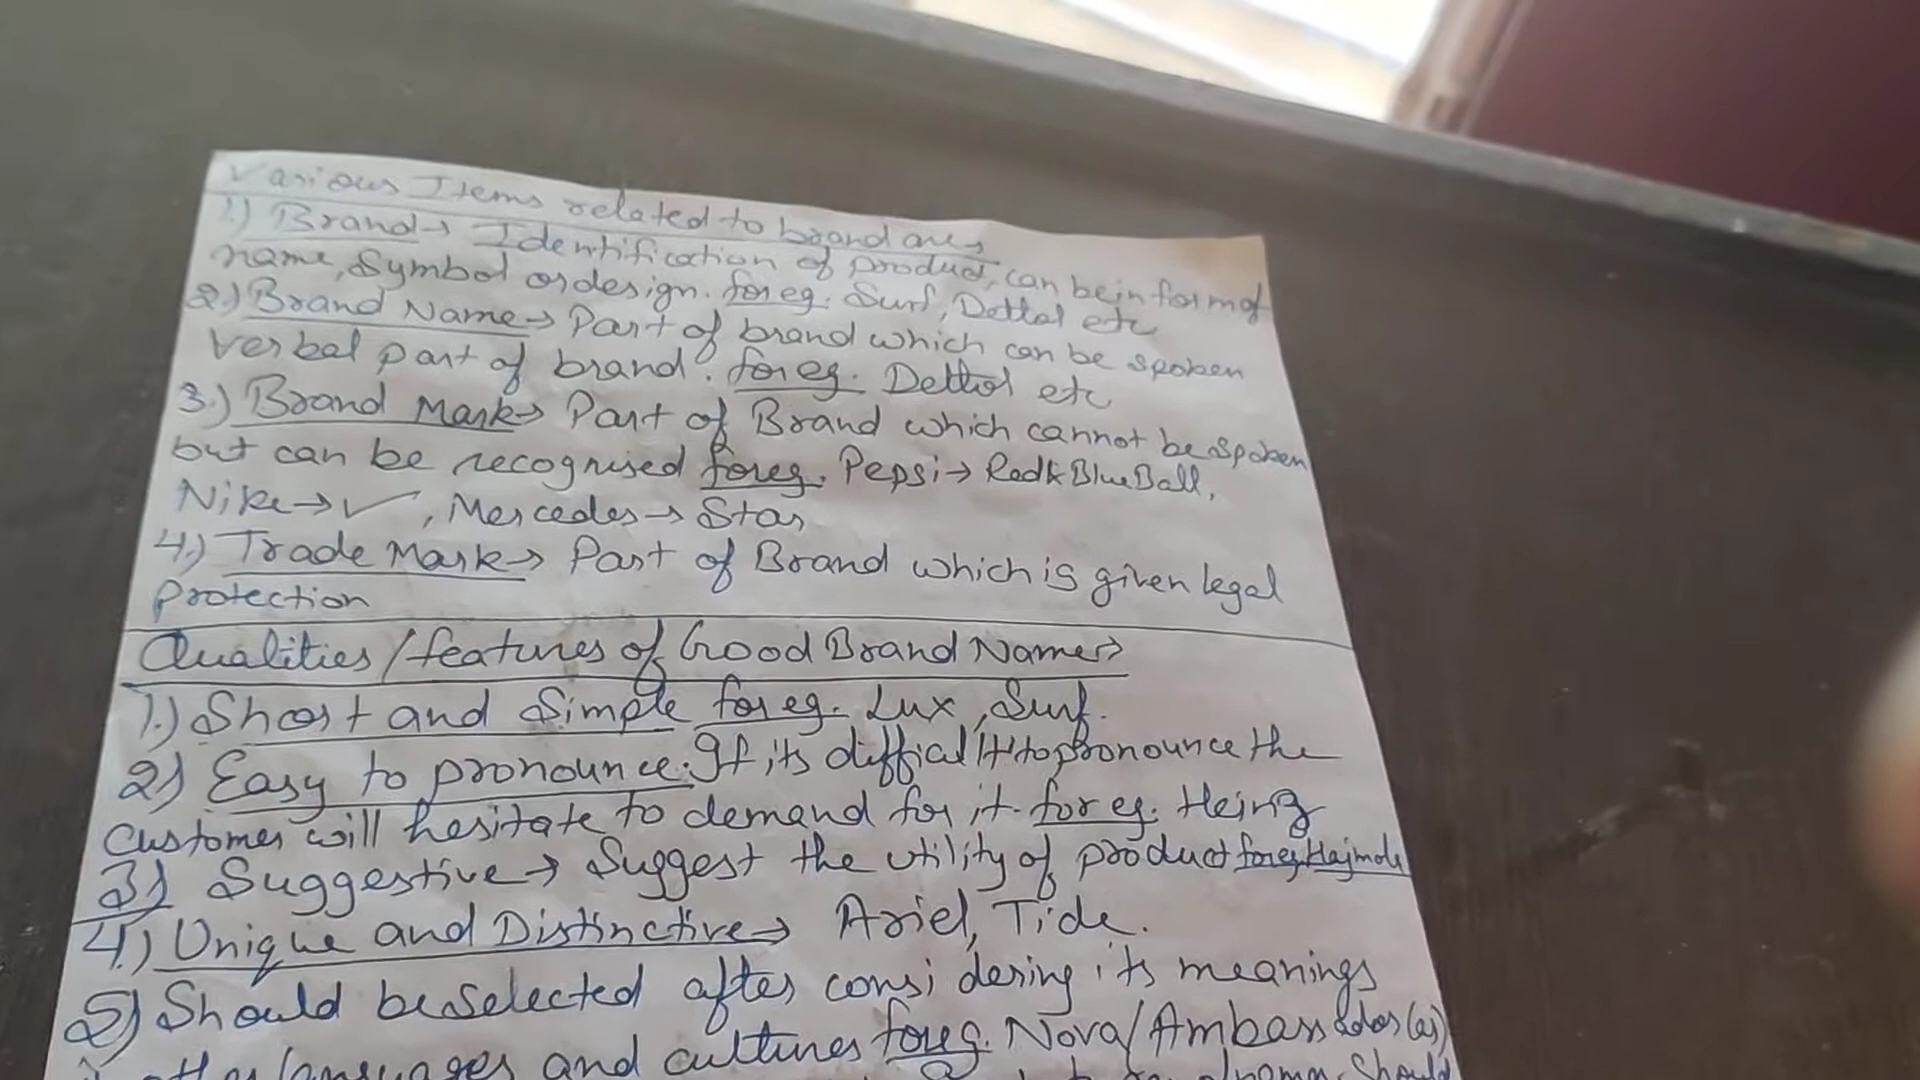 Various Items related to brand are→
1.) Brand→ Identification of product, can be in form of
name, Symbol or design. for eg. Surf, Dettol etc
2.) Brand Name→ Part of brand which can be spoken
Verbal part of brand. for eg. Dettol etc
3.) Brand Mark→ Part of Brand which cannot be spoken
but can be recognised for eg. Pepsi→ Red & Blue Ball,
Nike→ ✓, Mercedes→ Star
4.) Trade Mark→ Part of Brand which is given legal
Protection
Qualities/features of Good Brand Name→
1.) Short and Simple for eg. Lux, Surf.
2) Easy to pronounce. If its difficult to pronounce the
Customer will hesitate to demand for it. for eg.
3) Suggestive→ Suggest the utility of product for eg. Hajmola
4.) Unique and Distinctive→ Ariel, Tide.
5) Should be Selected after considering its meanings
languages and cultures for eg. Nova/Ambassador (as)
Should